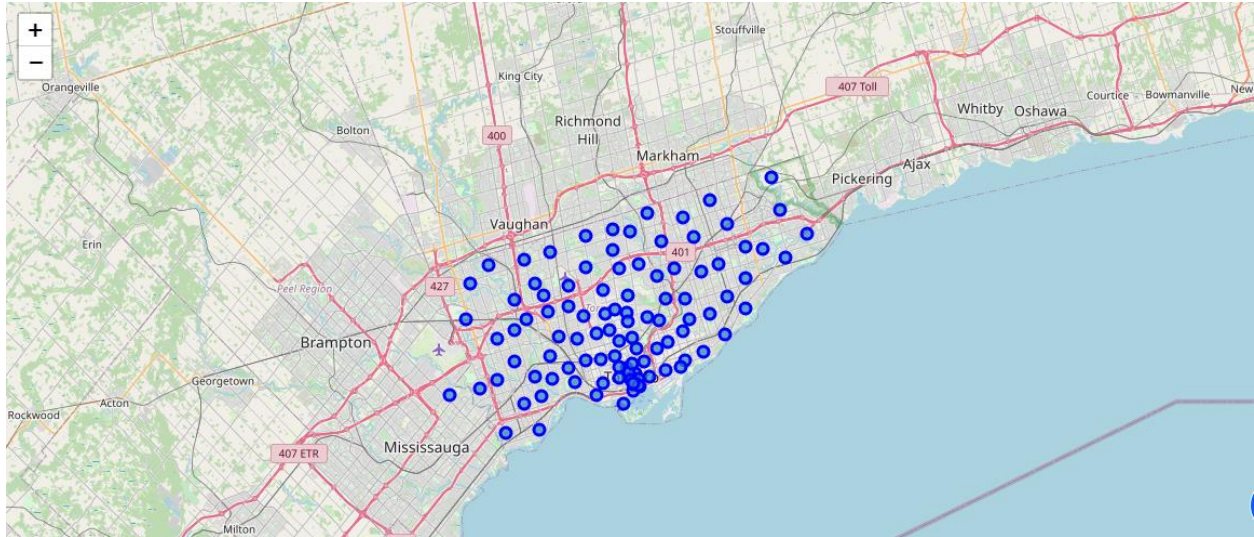 +
−
Stouffville
Orangeville
King City
407 Toll
Courtice
Bowmanville
Whitby
Oshawa
400
Richmond
Hill
Bolton
Markham
Ajax
Pickering
Vaughan
Erin
401
427
Peel Region
Brampton
Georgetown
Acton
Rockwood
Mississauga
407 ETR
Milton